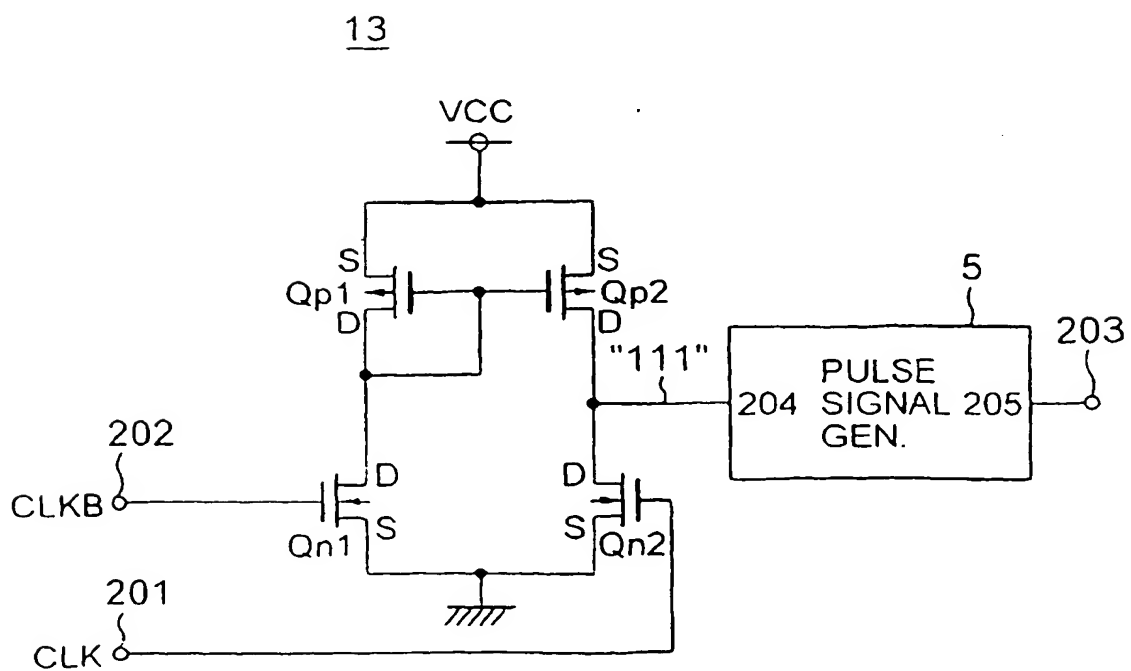 13
VCC
S
S
Qp1
Qp2
D
D
5
203
"111"
204
PULSE
SIGNAL
GEN.
205
202
CLKB
D
D
S
S
Qn1
Qn2
201
CLK